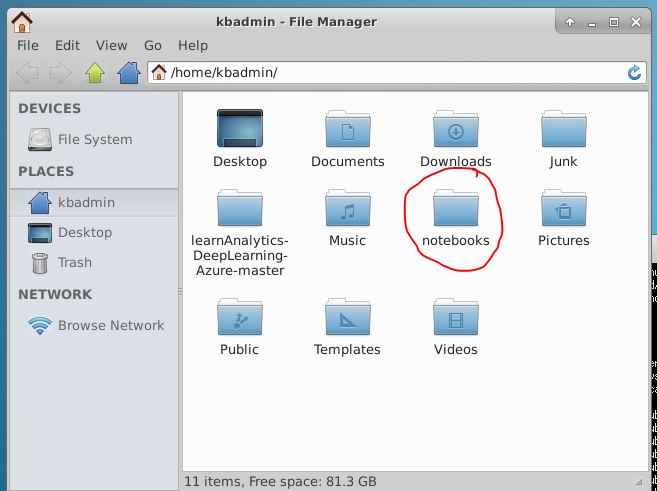 kbadmin - File Manager
File Edit View Go Help
/home/kbadmin/
DEVICES
File System
PLACES
kbadmin
Desktop
Trash
NETWORK
Browse Network
Desktop Documents Downloads Junk
learnAnalytics-
DeepLearning-
Azure-master
Music notebooks Pictures
Public Templates Videos
11 items, Free space: 81.3 GB